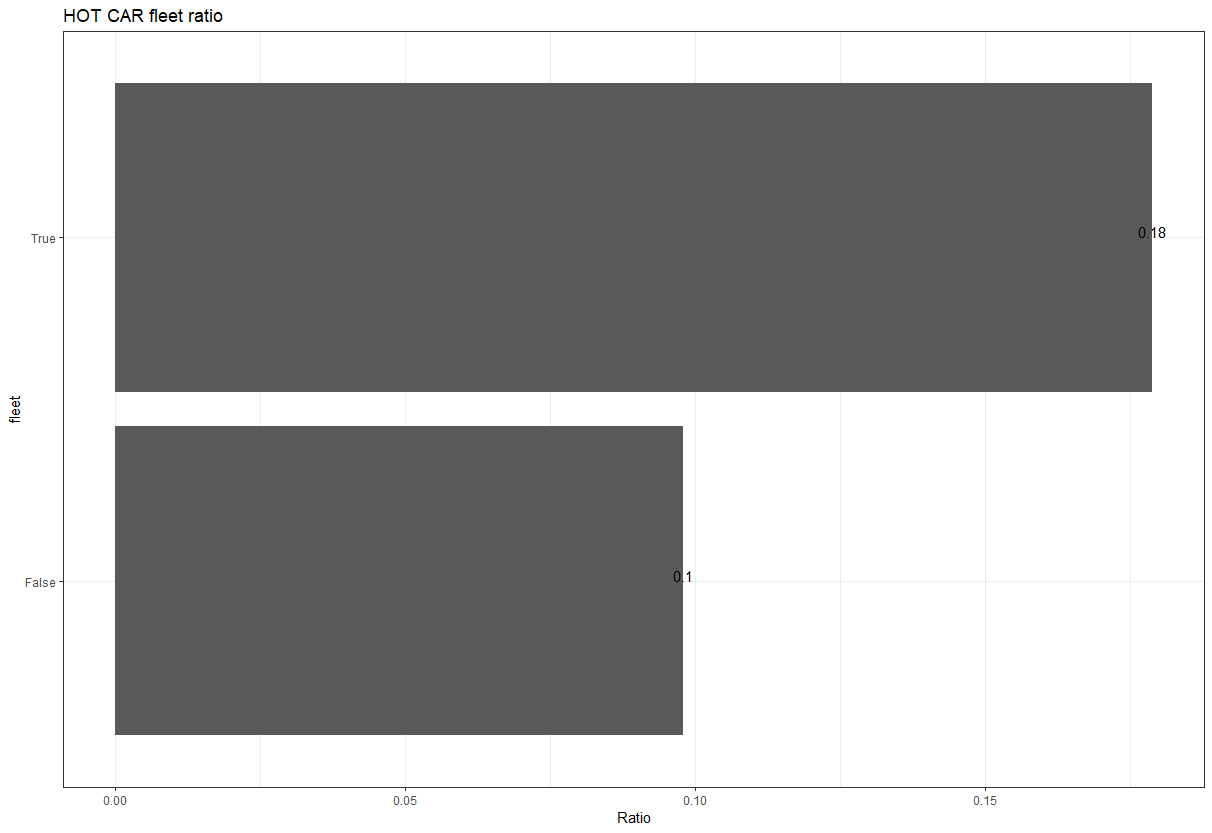 HOT CAR fleet ratio
True
0.18
fleet
False
0.1
0.00 0.05 0.10 0.15
Ratio